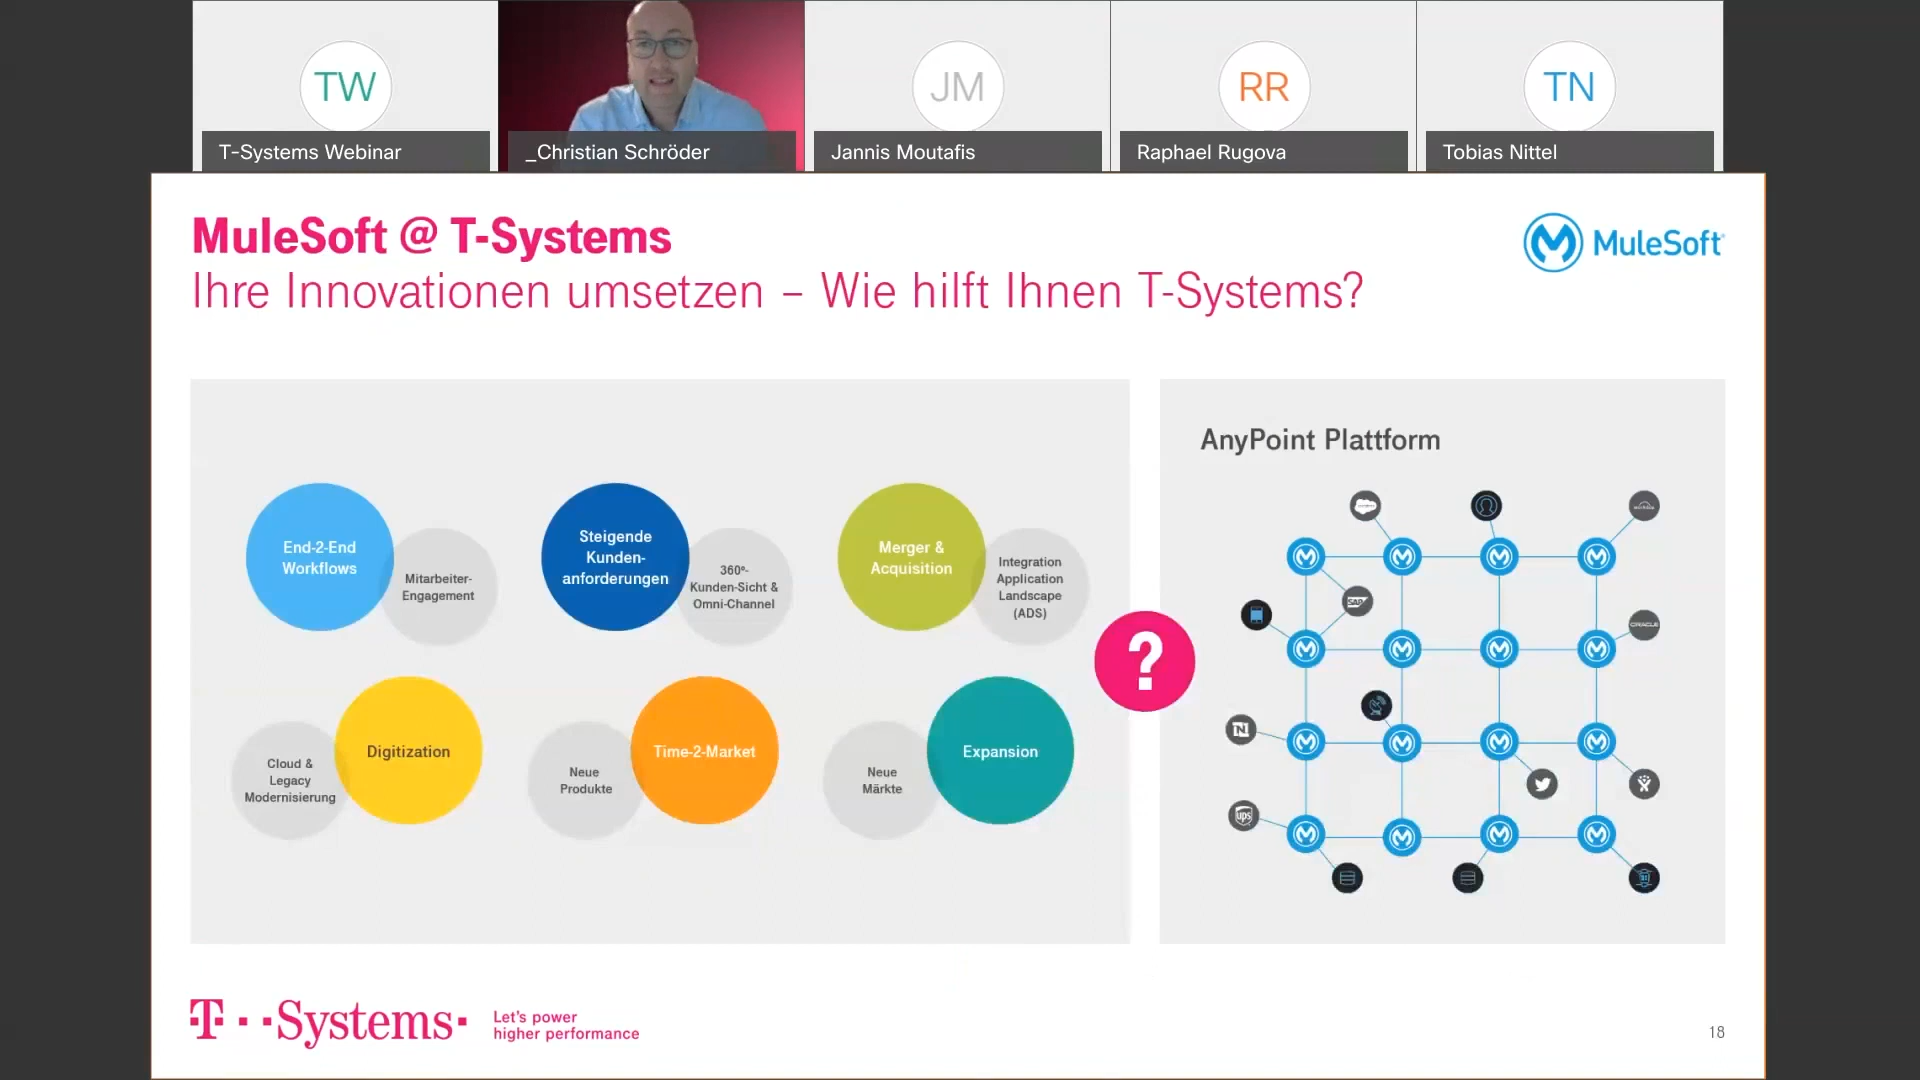 TW
JM
RR
TN
T-Systems Webinar
_Christian Schröder
Jannis Moutafis
Raphael Rugova
Tobias Nittel
MuleSoft @ T-Systems
Ihre Innovationen umsetzen – Wie hilft Ihnen T-Systems?
MuleSoft
End-2-End
Workflows
Mitarbeiter-
Engagement
Steigende
Kunden-
anforderungen
360°-
Kunden-Sicht &
Omni-Channel
Merger &
Acquisition
Integration
Application
Landscape
(ADS)
Cloud &
Legacy
Modernisierung
Digitization
Neue
Produkte
Time-2-Market
Neue
Märkte
Expansion
?
AnyPoint Plattform
SAP
ORACLE
N
ups
T··Systems·
Let's power
higher performance
18